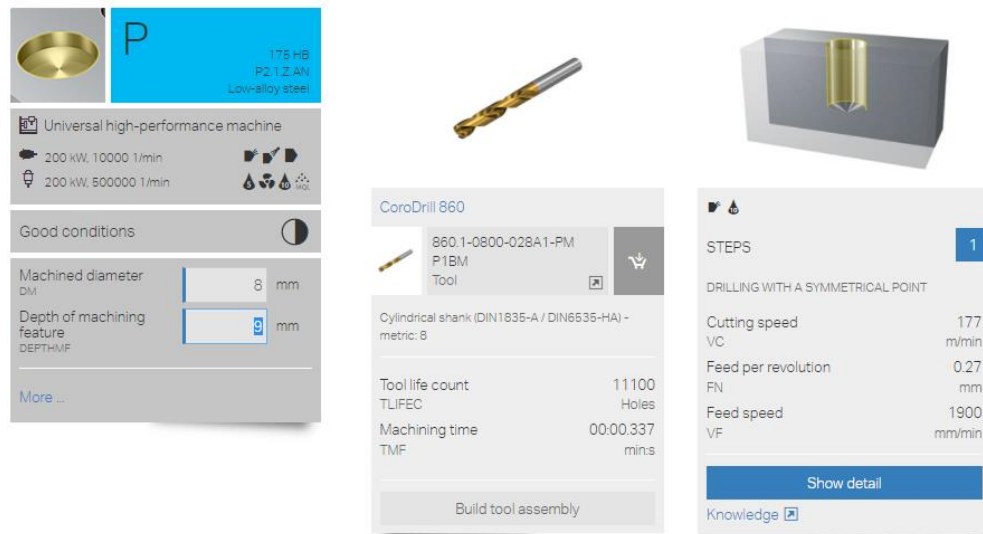 P
175 HB
P2.1.Z.AN
Low-alloy steel
Universal high-performance machine
200 kW, 10000 1/min
200 kW, 500000 1/min
5
10
MQL
Good conditions
Machined diameter
DM
8 mm
Depth of machining
feature
DEPTHMF
9 mm
More ...
CoroDrill 860
860.1-0800-028A1-PM
P1BM
Tool
Cylindrical shank (DIN1835-A / DIN6535-HA) -
metric: 8
Tool life count 11100
TLIFEC Holes
Machining time 00:00.337
TMF min:s
Build tool assembly
10
STEPS 1
DRILLING WITH A SYMMETRICAL POINT
Cutting speed 177
VC m/min
Feed per revolution 0.27
FN mm
Feed speed 1900
VF mm/min
Show detail
Knowledge